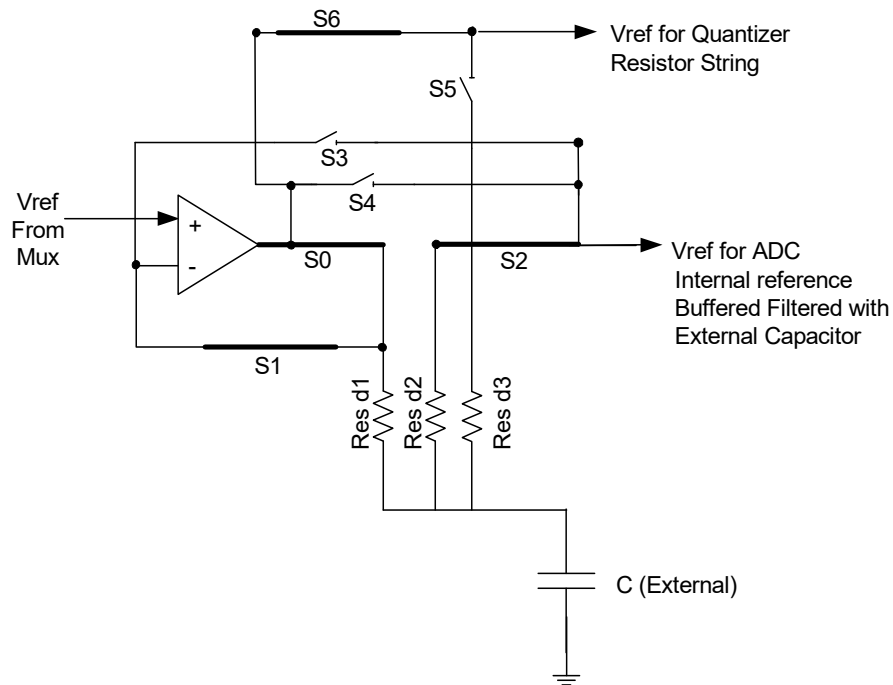 S6
Vref for Quantizer
Resistor String
S5
S3
S4
Vref
From
Mux
+
-
S0
S2
Vref for ADC
Internal reference
Buffered Filtered with
External Capacitor
S1
Res d1
Res d2
Res d3
C (External)